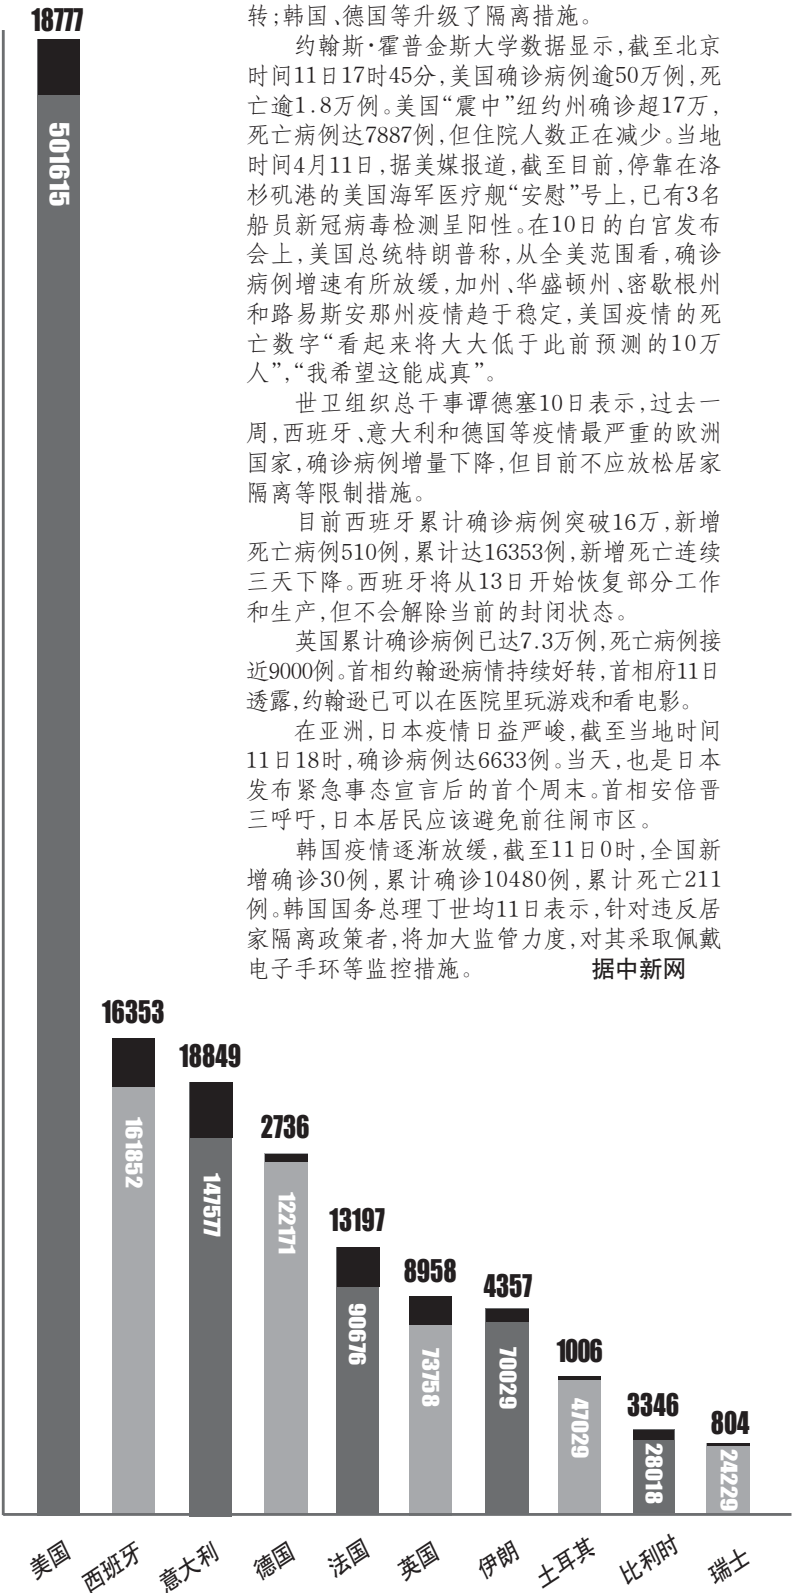 转；韩国、德国等升级了隔离措施。
约翰斯·霍普金斯大学数据显示，截至北京
时间11日17时45分，美国确诊病例逾50万例，死
亡逾1.8万例。美国“震中”纽约州确诊超17万，
死亡病例达7887例，但住院人数正在减少。当地
时间4月11日，据美媒报道，截至目前，停靠在洛
杉矶港的美国海军医疗舰“安慰”号上，已有3名
船员新冠病毒检测呈阳性。在10日的白宫发布
会上，美国总统特朗普称，从全美范围看，确诊
病例增速有所放缓，加州、华盛顿州、密歇根州
和路易斯安那州疫情趋于稳定，美国疫情的死
亡数字“看起来将大大低于此前预测的10万
人”，“我希望这能成真”。
世卫组织总干事谭德塞10日表示，过去一
周，西班牙、意大利和德国等疫情最严重的欧洲
国家，确诊病例增量下降，但目前不应放松居家
隔离等限制措施。
目前西班牙累计确诊病例突破16万，新增
死亡病例510例，累计达16353例，新增死亡连续
三天下降。西班牙将从13日开始恢复部分工作
和生产，但不会解除当前的封闭状态。
英国累计确诊病例已达7.3万例，死亡病例接
近9000例。首相约翰逊病情持续好转，首相府11日
透露，约翰逊已可以在医院里玩游戏和看电影。
在亚洲，日本疫情日益严峻，截至当地时间
11日18时，确诊病例达6633例。当天，也是日本
发布紧急事态宣言后的首个周末。首相安倍晋
三呼吁，日本居民应该避免前往闹市区。
韩国疫情逐渐放缓，截至11日0时，全国新
增确诊30例，累计确诊10480例，累计死亡211
例。韩国国务总理丁世均11日表示，针对违反居
家隔离政策者，将加大监管力度，对其采取佩戴
电子手环等监控措施。 据中新网
18777
501615
16353
161852
18849
147577
2736
122171
13197
90676
8958
73758
4357
70029
1006
47029
3346
28018
804
24229
美国
西班牙
意大利
德国
法国
英国
伊朗
土耳其
比利时
瑞士